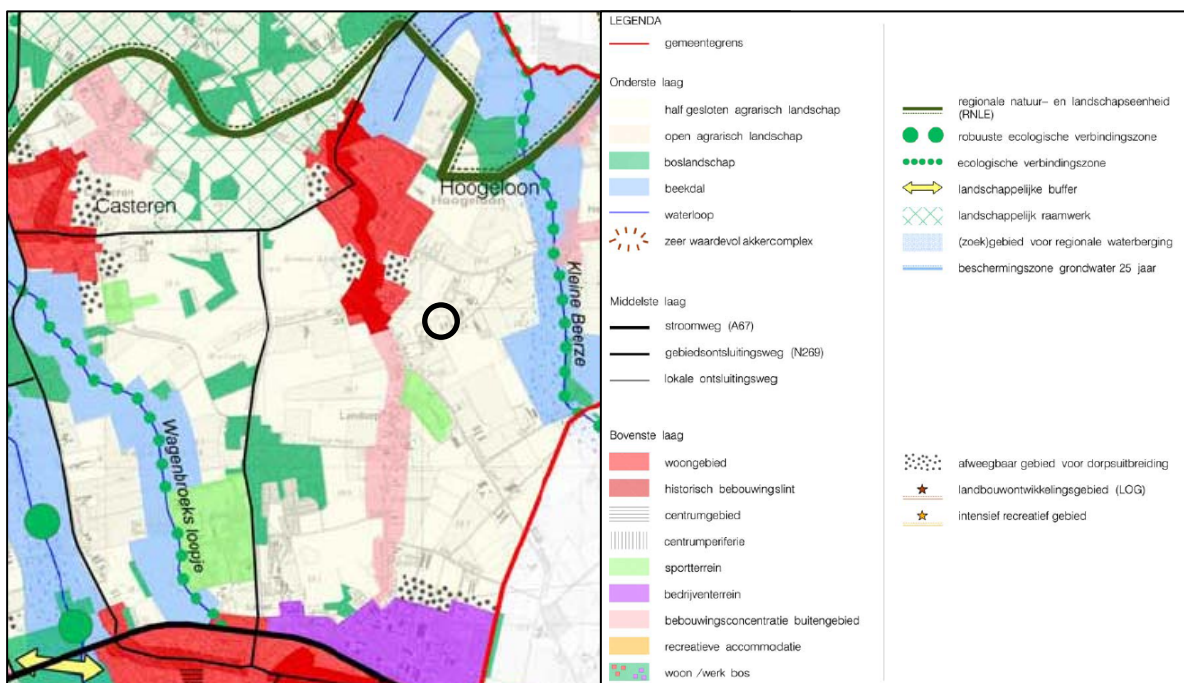 Casteren
Hoogeloon
Hoogeloon
Kleine Beerze
Landorp
Wagenbroeks loopje
LEGENDA
gemeentegrens
Onderste laag
half gesloten agrarisch landschap
open agrarisch landschap
boslandschap
beekdal
waterloop
zeer waardevol akkercomplex
Middelste laag
stroomweg (A67)
gebiedsontsluitingsweg (N269)
lokale ontsluitingsweg
Bovenste laag
woongebied
historisch bebouwingslint
centrumgebied
centrumperiferie
sportterrein
bedrijventerrein
bebouwingsconcentratie buitengebied
recreatieve accommodatie
woon /werk bos
regionale natuur- en landschapseenheid
(RNLE)
robuuste ecologische verbindingszone
ecologische verbindingszone
landschappelijke buffer
landschappelijk raamwerk
(zoek)gebied voor regionale waterberging
beschermingszone grondwater 25 jaar
afweegbaar gebied voor dorpsuitbreiding
landbouwontwikkelingsgebied (LOG)
intensief recreatief gebied